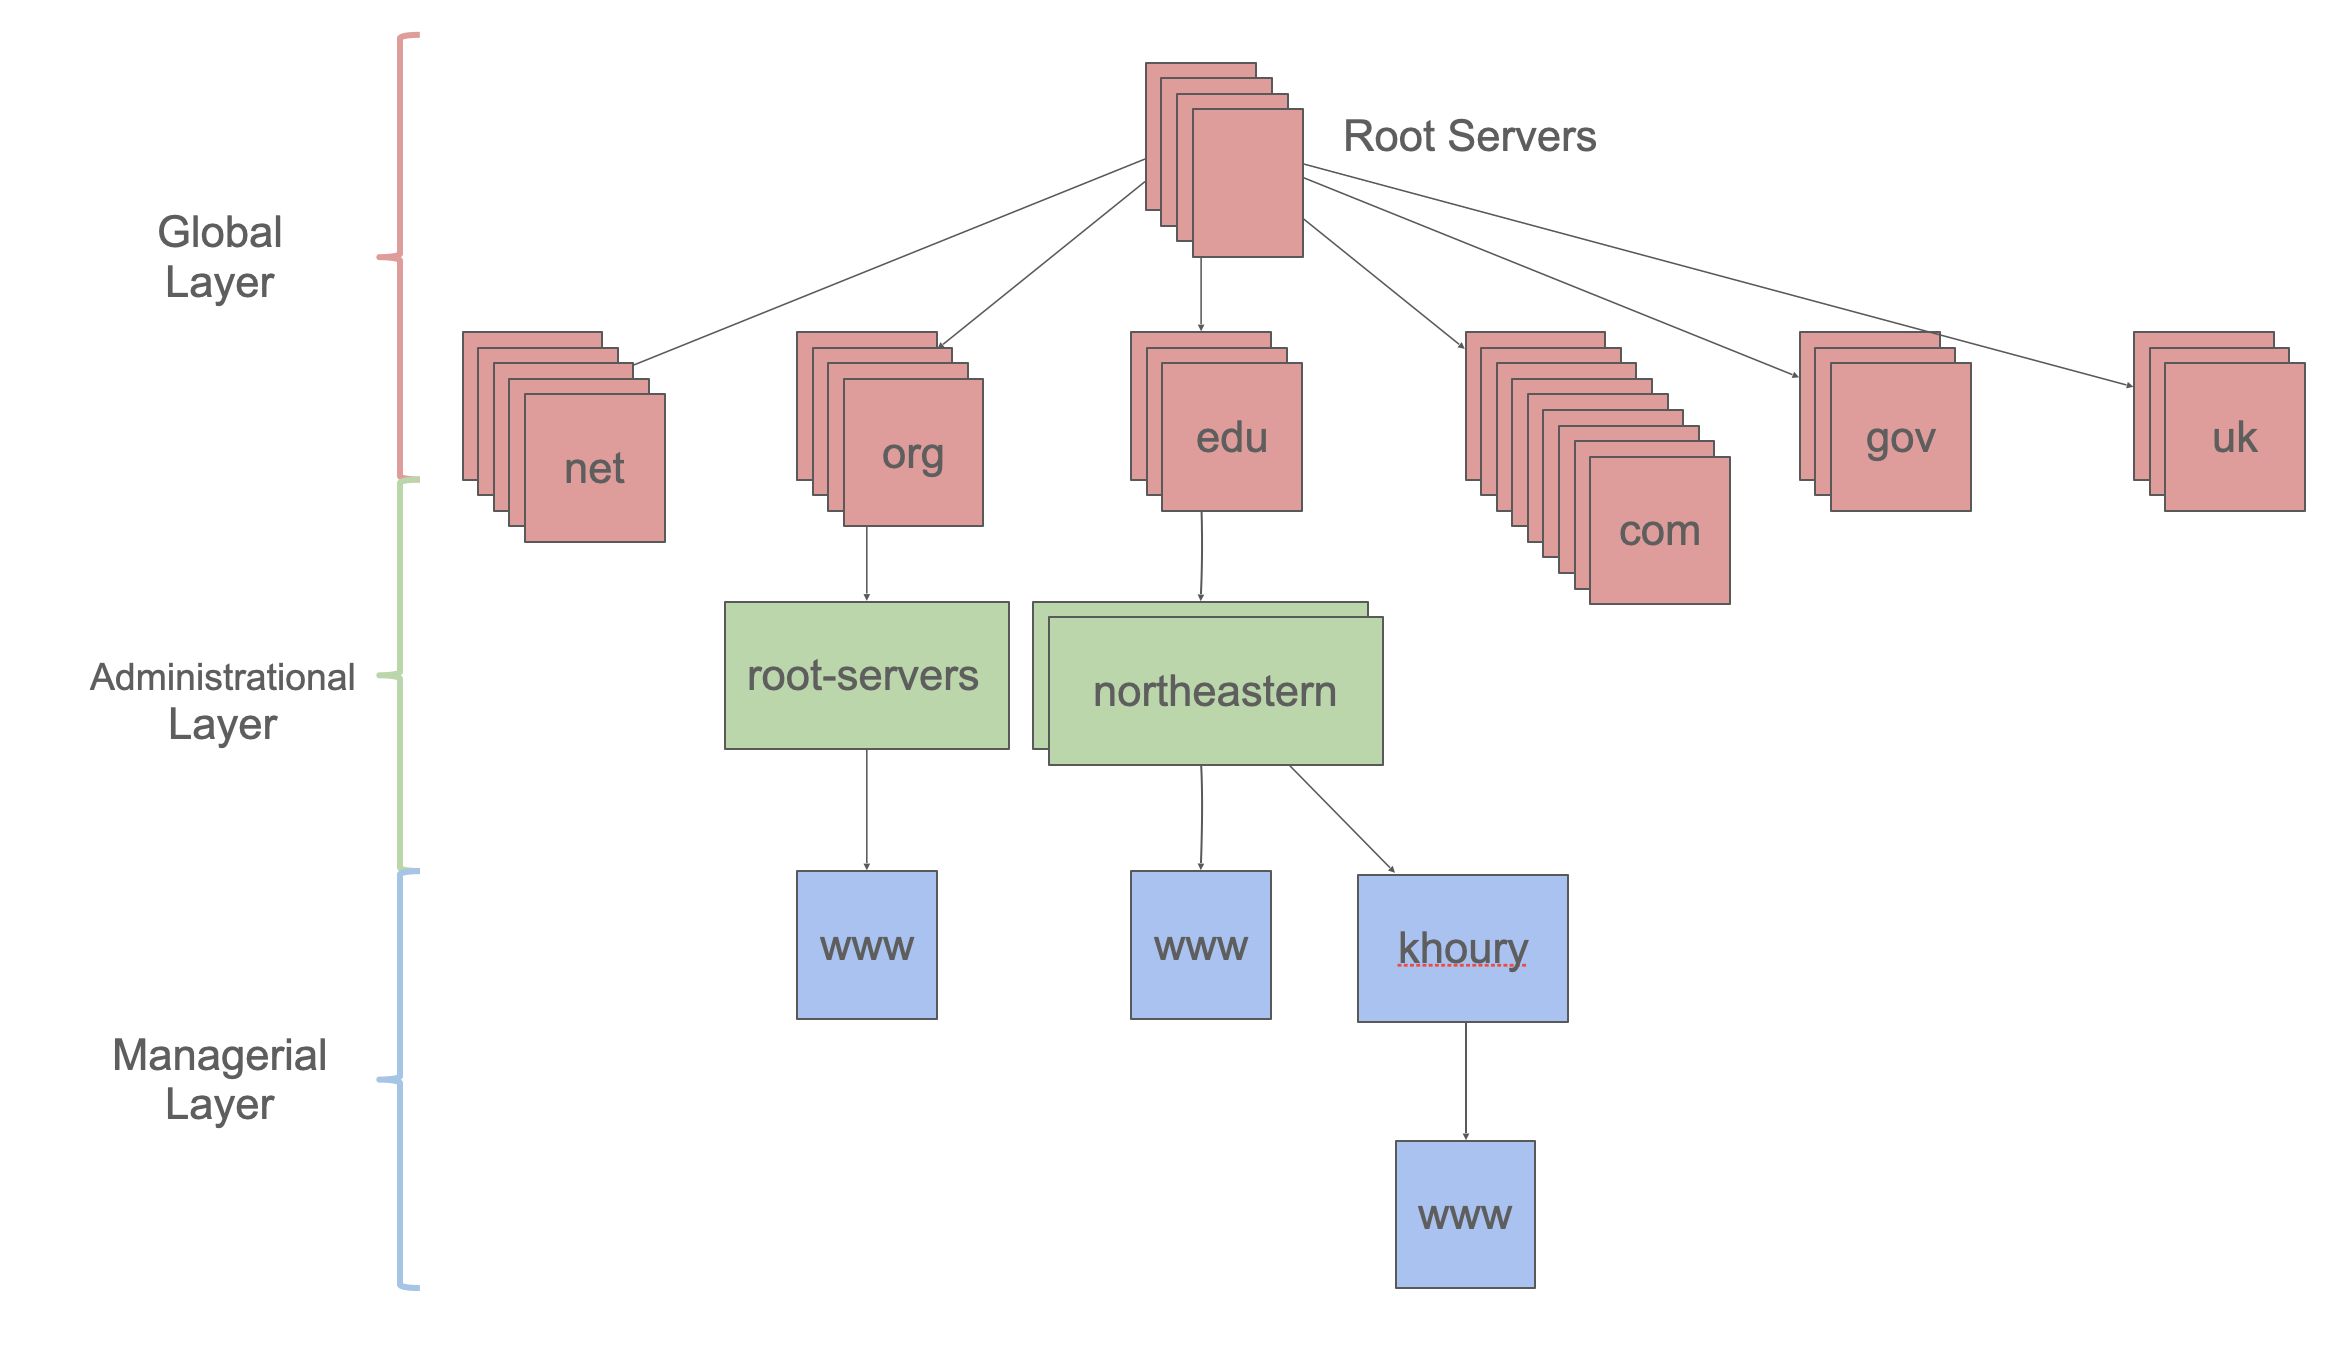 Root Servers
Global
Layer
net
org
edu
com
gov
uk
Administrational
Layer
root-servers
northeastern
www
www
khoury
Managerial
Layer
www